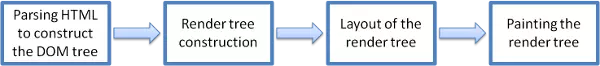 Parsing HTML
to construct
the DOM tree
Render tree
construction
Layout of the
render tree
Painting the
render tree